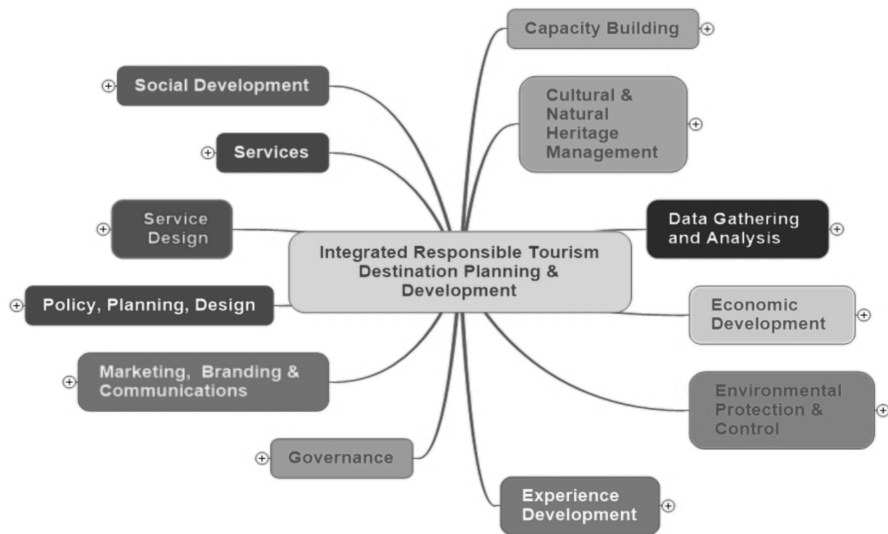 Capacity Building
Social Development
Cultural &
Natural
Heritage
Management
Services
Service
Design
Data Gathering
and Analysis
Integrated Responsible Tourism
Destination Planning &
Development
Policy, Planning, Design
Economic
Development
Marketing, Branding &
Communications
Environmental
Protection &
Control
Governance
Experience
Development